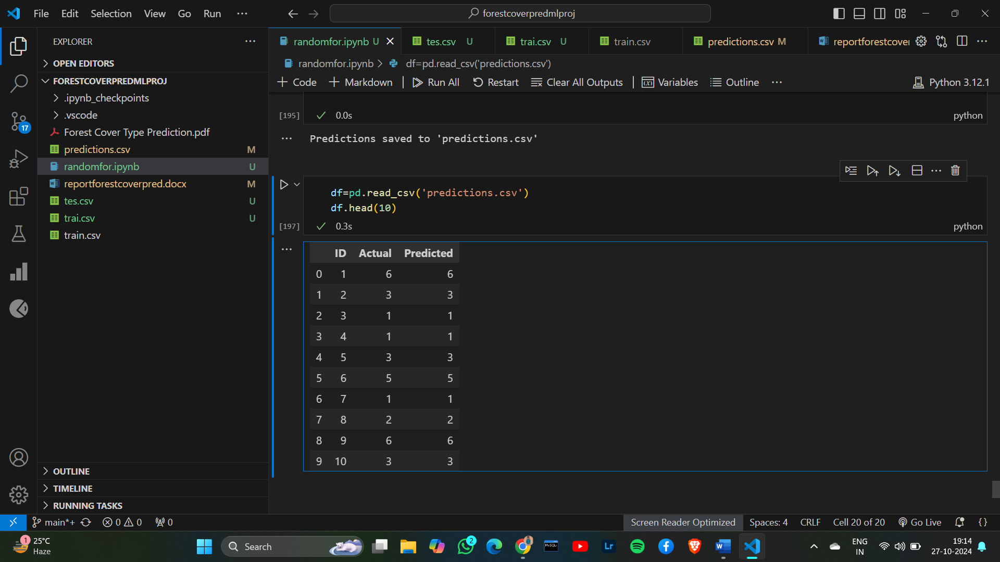 File Edit Selection View Go Run ···
forestcoverpredmlproj
EXPLORER
OPEN EDITORS
FORESTCOVERPREDMLPROJ
.ipynb_checkpoints
.vscode
Forest Cover Type Prediction.pdf
predictions.csv M
randomfor.ipynb U
reportforestcoverpred.docx M
tes.csv U
trai.csv U
train.csv
OUTLINE
TIMELINE
RUNNING TASKS
17
randomfor.ipynb U tes.csv U trai.csv U train.csv predictions.csv M reportforestcover
randomfor.ipynb > df=pd.read_csv('predictions.csv')
+ Code + Markdown | Run All Restart Clear All Outputs | Variables Outline ··· Python 3.12.1
[195] 0.0s python
Predictions saved to 'predictions.csv'
df=pd.read_csv('predictions.csv')
df.head(10)
[197] 0.3s python
ID Actual Predicted
0 1 6 6
1 2 3 3
2 3 1 1
3 4 1 1
4 5 3 3
5 6 5 5
6 7 1 1
7 8 2 2
8 9 6 6
9 10 3 3
main*+ 0 0 0 Screen Reader Optimized Spaces: 4 CRLF Cell 20 of 20 Go Live {}
1 25°C
Haze
Search
2
MySQL
Lr
W
ENG
IN
19:14
27-10-2024